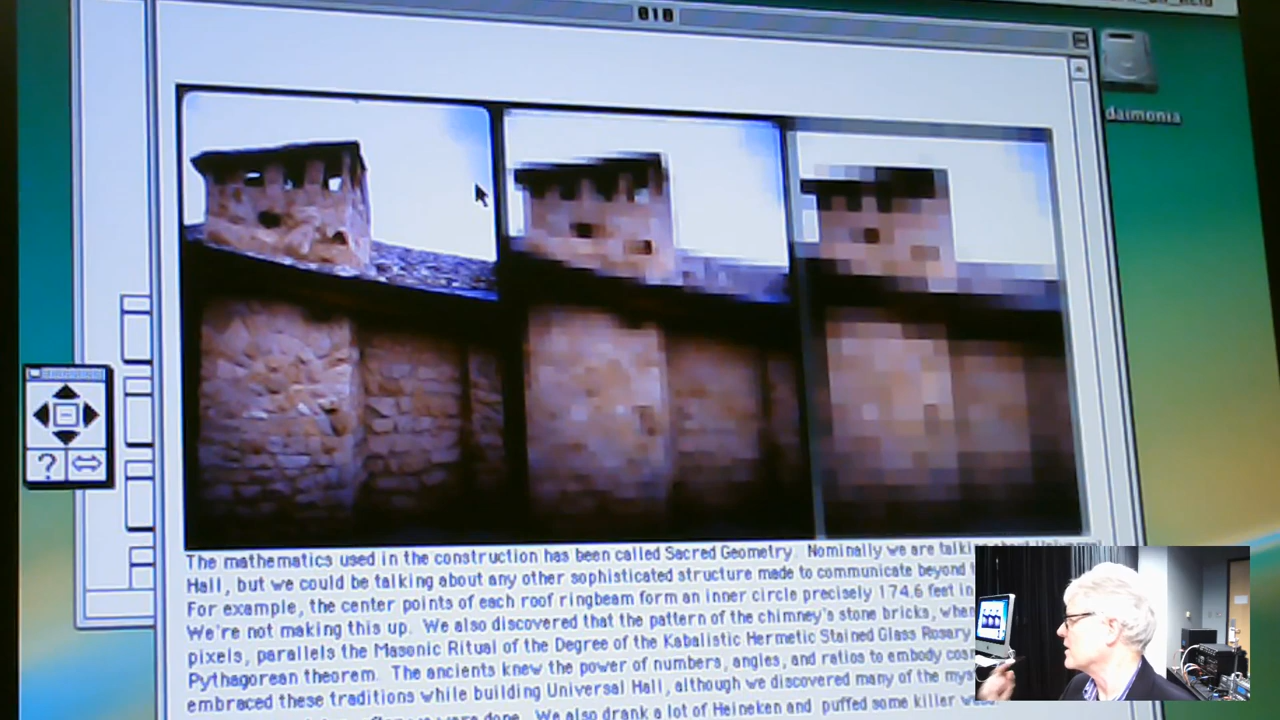 010
daimonia
?
The mathematics used in the construction has been called Sacred Geometry. Nominally we are talking about
Hall, but we could be talking about any other sophisticated structure made to communicate beyond
For example, the center points of each roof ringbeam form an inner circle precisely 174.6 feet in
We're not making this up. We also discovered that the pattern of the chimney's stone bricks, when
pixels, parallels the Masonic Ritual of the Degree of the Kabalistic Hermetic Stained Glass Rosary
Pythagorean theorem. The ancients knew the power of numbers, angles, and ratios to embody
embraced these traditions while building Universal Hall, although we discovered many of the
were done. We also drank a lot of Heineken and puffed some killer